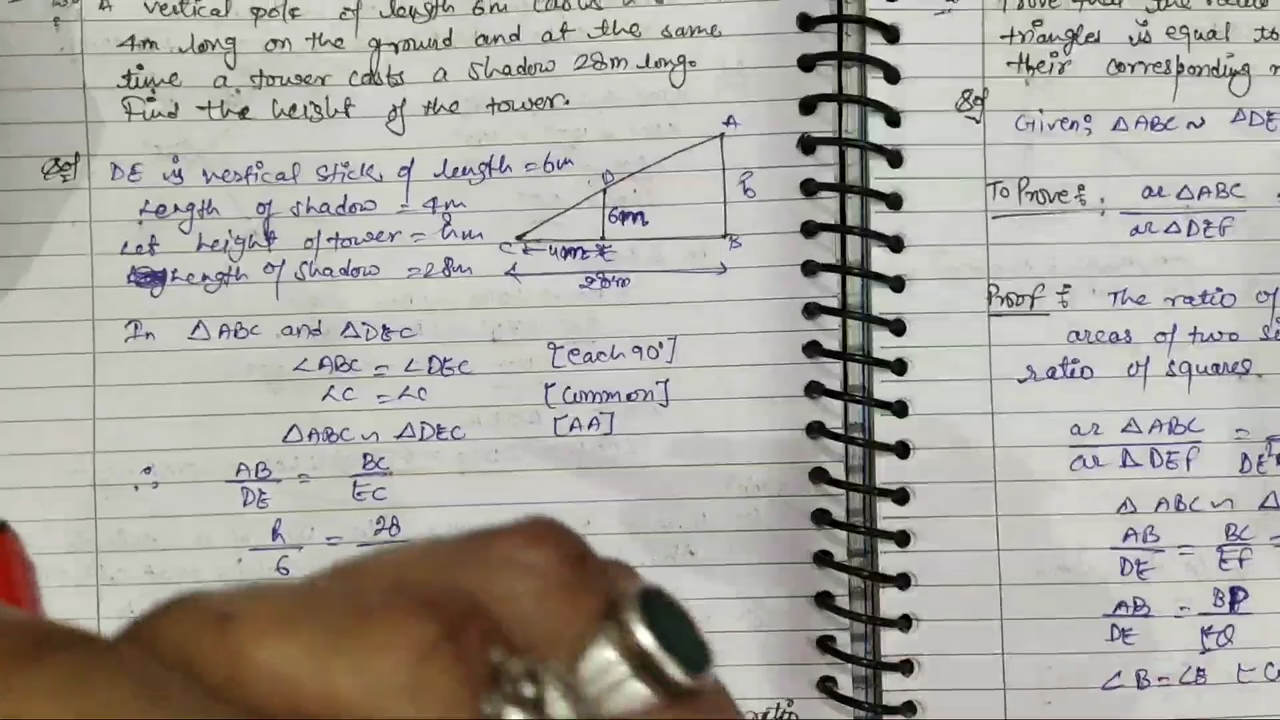 A vertical pole of length 6m casts a
4m long on the ground and at the same
time a tower casts a shadow 28m long.
Find the height of the tower.
Sol DE is vertical stick of length = 6m
Length of shadow = 4m
Let height of tower = hm
Length of shadow = 28m
A
D
6m
C 4m E B
28m
In △ABC and △DEC
∠ABC = ∠DEC [each 90°]
∠C = ∠C [Common]
△ABC ~ △DEC [AA]
∴ AB/DE = BC/EC
h/6 = 28
triangles is equal to
their corresponding
Sol
Given: △ABC ~ △DE
To Prove: ar △ABC
ar △DEF
Proof: The ratio of
areas of two
ratio of squares
ar △ABC =
ar △DEF DE
△ ABC ~ △
AB/DE = BC/EF =
AB/DE = BP/EQ
∠B = ∠E